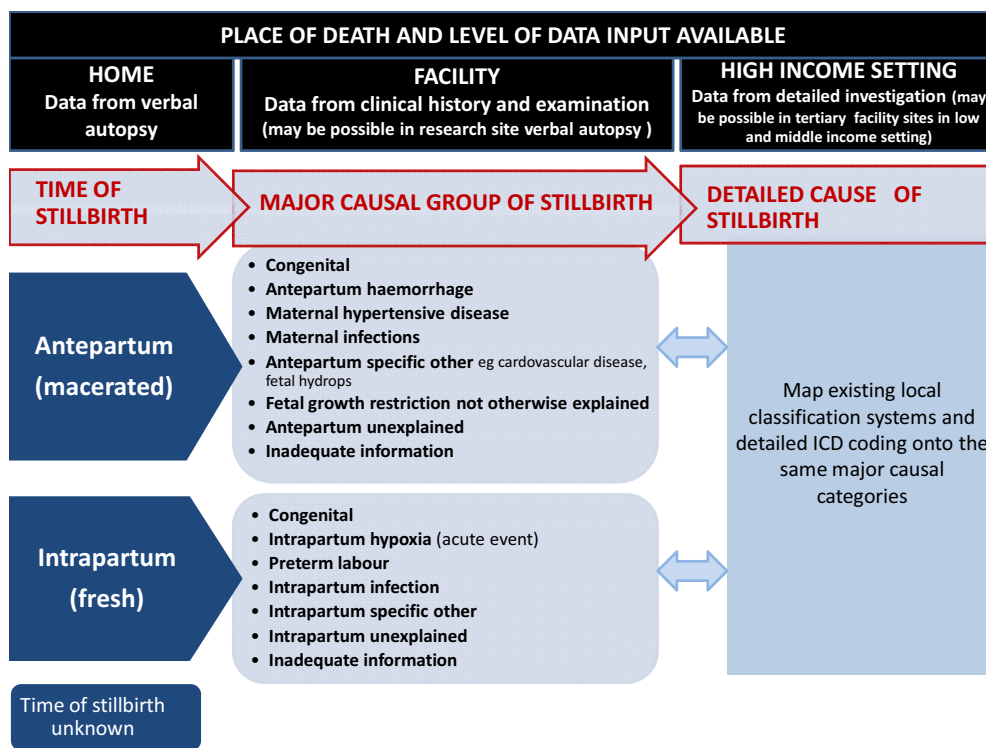 PLACE OF DEATH AND LEVEL OF DATA INPUT AVAILABLE
HOME
Data from verbal
autopsy
FACILITY
Data from clinical history and examination
(may be possible in research site verbal autopsy )
HIGH INCOME SETTING
Data from detailed investigation (may
be possible in tertiary facility sites in low
and middle income setting)
TIME OF
STILLBIRTH
MAJOR CAUSAL GROUP OF STILLBIRTH
DETAILED CAUSE OF
STILLBIRTH
Antepartum
(macerated)
• Congenital
• Antepartum haemorrhage
• Maternal hypertensive disease
• Maternal infections
• Antepartum specific other eg cardovascular disease,
fetal hydrops
• Fetal growth restriction not otherwise explained
• Antepartum unexplained
• Inadequate information
Map existing local
classification systems and
detailed ICD coding onto the
same major causal
categories
Intrapartum
(fresh)
• Congenital
• Intrapartum hypoxia (acute event)
• Preterm labour
• Intrapartum infection
• Intrapartum specific other
• Intrapartum unexplained
• Inadequate information
Time of stillbirth
unknown